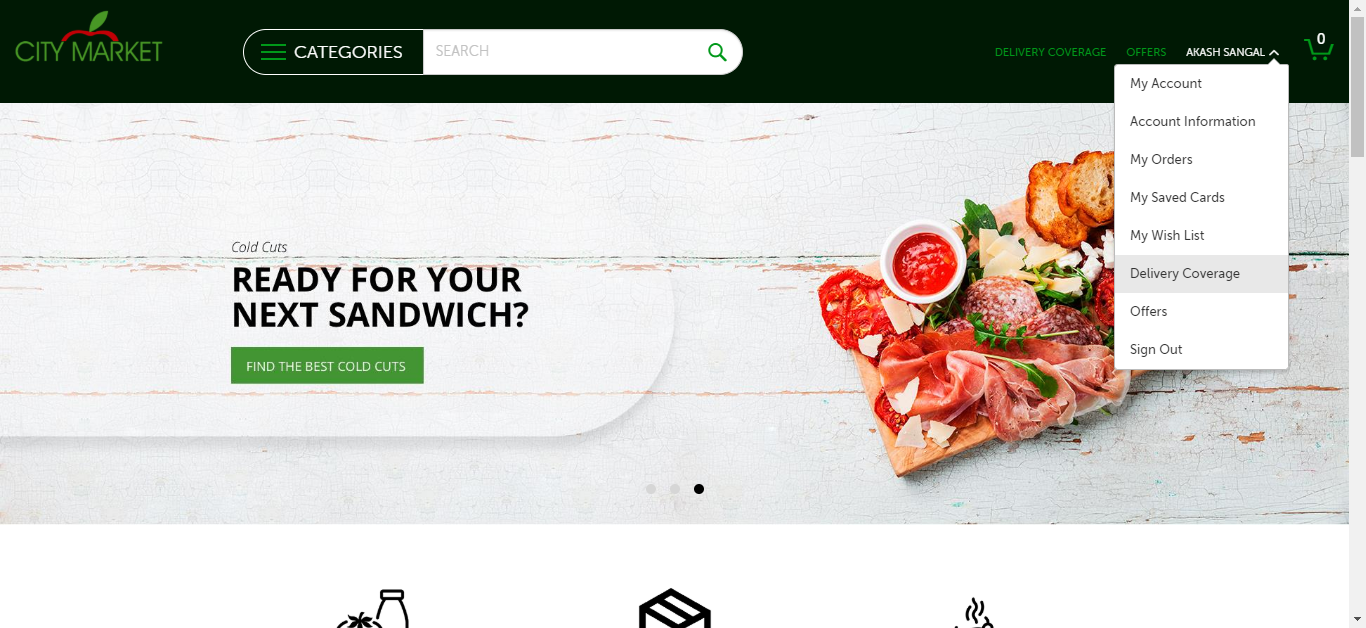 CITY MARKET
CATEGORIES
SEARCH
DELIVERY COVERAGE
OFFERS
AKASH SANGAL
0
My Account
Account Information
My Orders
My Saved Cards
My Wish List
Delivery Coverage
Offers
Sign Out
Cold Cuts
READY FOR YOUR
NEXT SANDWICH?
FIND THE BEST COLD CUTS